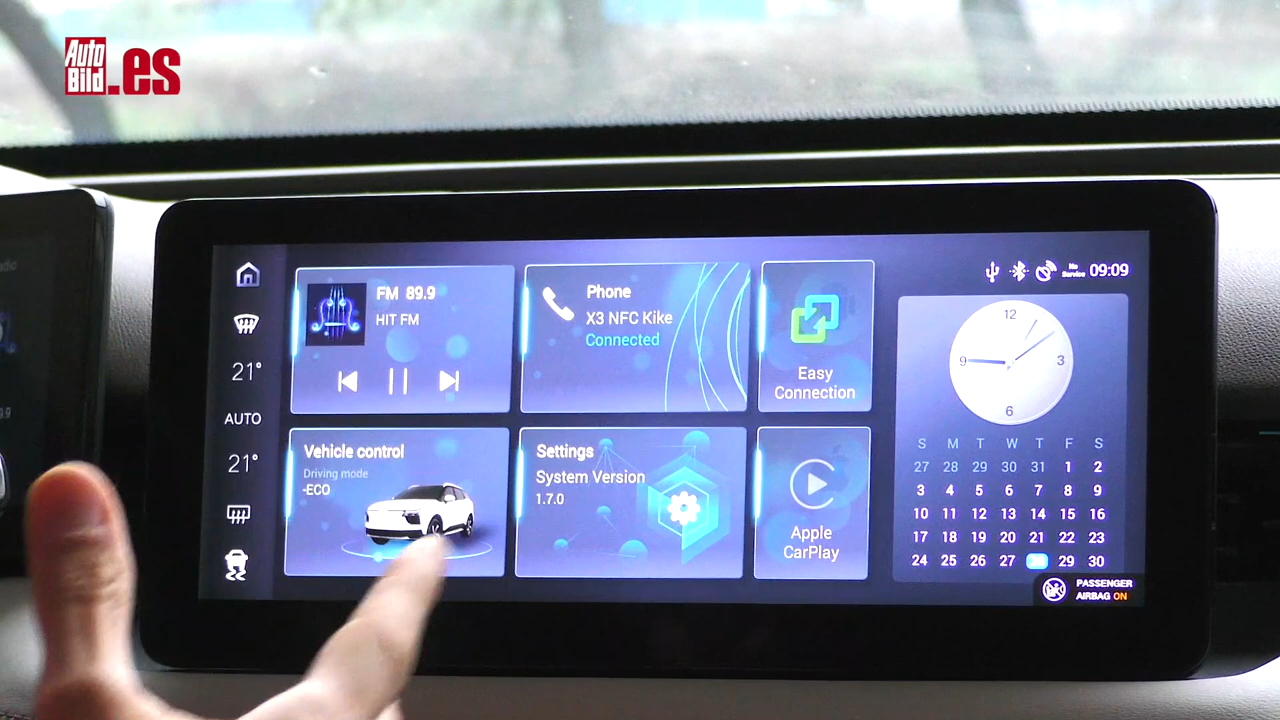 Auto
Bild
.es
FM 89.9
HIT FM
Phone
X3 NFC Kike
Connected
Easy
Connection
No
Service
09:09
12
9
3
6
21°
AUTO
21°
Vehicle control
Driving mode
-ECO
Settings
System Version
1.7.0
Apple
CarPlay
S M T W T F S
27 28 29 30 31 1 2
3 4 5 6 7 8 9
10 11 12 13 14 15 16
17 18 19 20 21 22 23
24 25 26 27 28 29 30
PASSENGER
AIRBAG ON